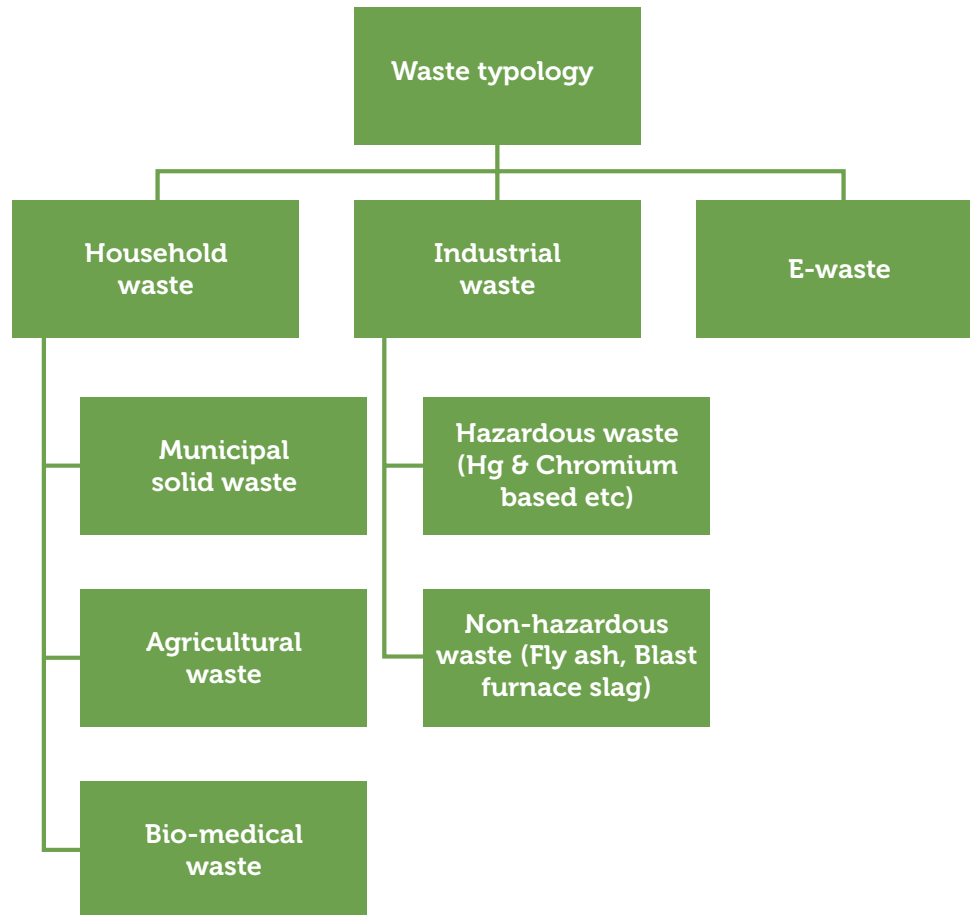 Waste typology
Household
waste
Industrial
waste
E-waste
Municipal
solid waste
Agricultural
waste
Bio-medical
waste
Hazardous waste
(Hg & Chromium
based etc)
Non-hazardous
waste (Fly ash, Blast
furnace slag)